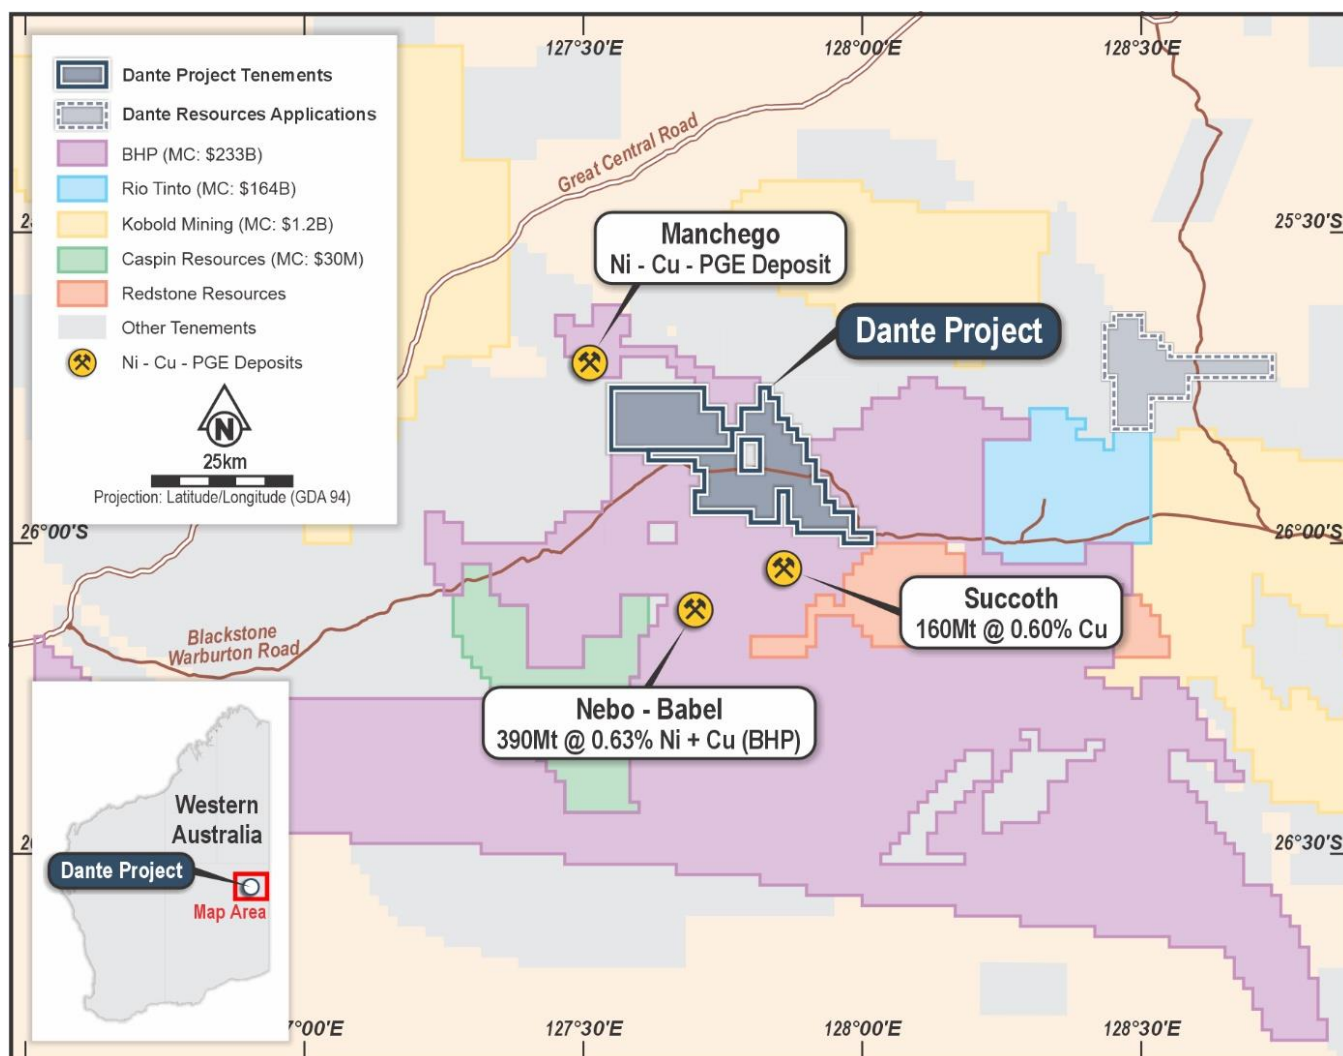 127°30'E
128°00'E
128°30'E
Dante Project Tenements
Dante Resources Applications
BHP (MC: $233B)
Rio Tinto (MC: $164B)
Kobold Mining (MC: $1.2B)
Caspin Resources (MC: $30M)
Redstone Resources
Other Tenements
Ni - Cu - PGE Deposits
N
25km
Projection: Latitude/Longitude (GDA 94)
Great Central Road
25°30'S
Manchego
Ni - Cu - PGE Deposit
Dante Project
26°00'S
26°00'S
Succoth
160Mt @ 0.60% Cu
Blackstone
Warburton Road
Nebo - Babel
390Mt @ 0.63% Ni + Cu (BHP)
Western
Australia
Dante Project
Map Area
26°30'S
127°30'E
128°00'E
128°30'E